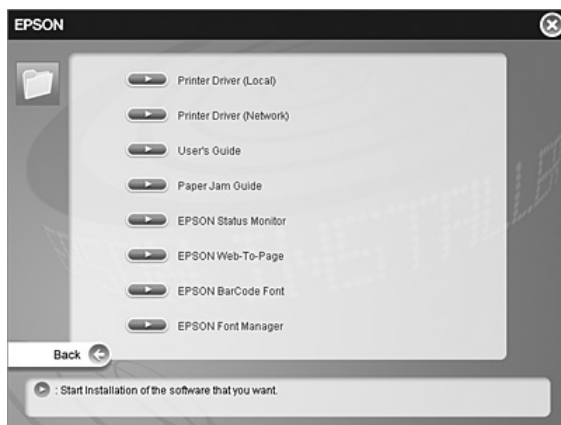 EPSON
Printer Driver (Local)
Printer Driver (Network)
User's Guide
Paper Jam Guide
EPSON Status Monitor
EPSON Web-To-Page
EPSON BarCode Font
EPSON Font Manager
Back
: Start Installation of the software that you want.